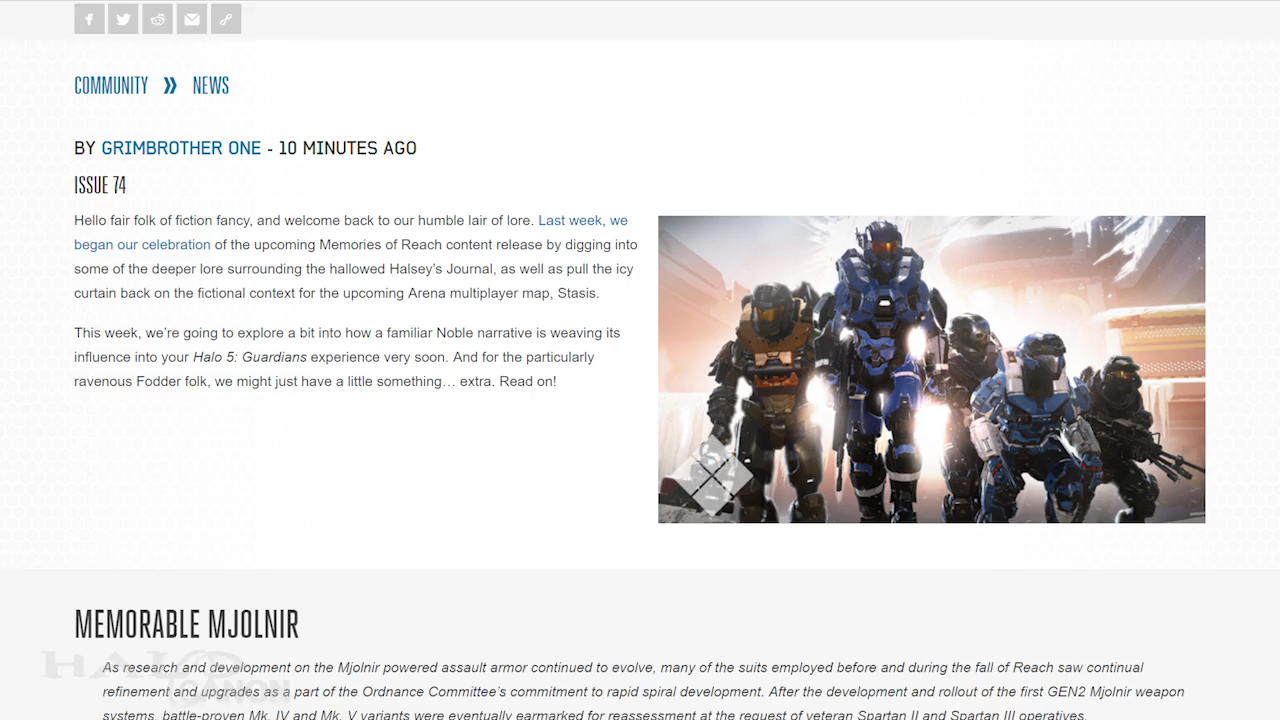 COMMUNITY » NEWS
BY GRIMBROTHER ONE - 10 MINUTES AGO
ISSUE 74
Hello fair folk of fiction fancy, and welcome back to our humble lair of lore. Last week, we
began our celebration of the upcoming Memories of Reach content release by digging into
some of the deeper lore surrounding the hallowed Halsey's Journal, as well as pull the icy
curtain back on the fictional context for the upcoming Arena multiplayer map, Stasis.
This week, we're going to explore a bit into how a familiar Noble narrative is weaving its
influence into your Halo 5: Guardians experience very soon. And for the particularly
ravenous Fodder folk, we might just have a little something… extra. Read on!
MEMORABLE MJOLNIR
As research and development on the Mjolnir powered assault armor continued to evolve, many of the suits employed before and during the fall of Reach saw continual
refinement and upgrades as a part of the Ordnance Committee's commitment to rapid spiral development. After the development and rollout of the first GEN2 Mjolnir weapon
systems, battle-proven Mk. IV and Mk. V variants were eventually earmarked for reassessment at the request of veteran Spartan II and Spartan III operatives.
HALO
CANON